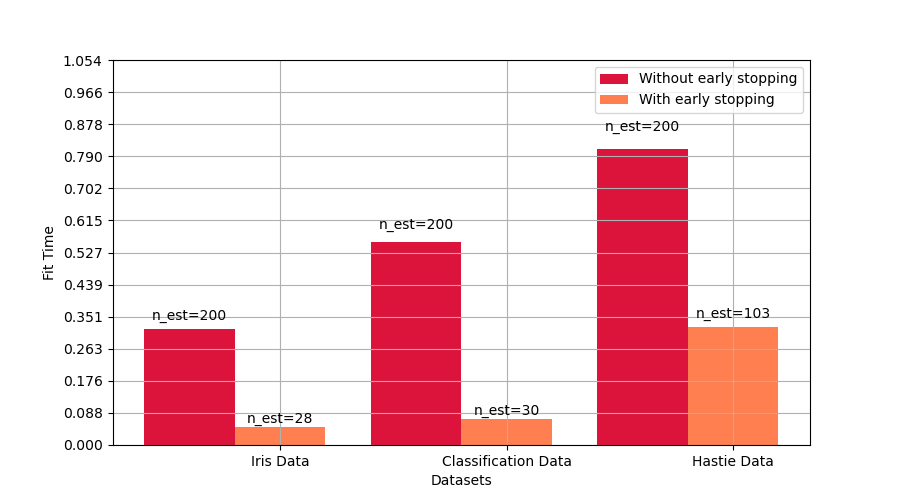 1.054
0.966
0.878
0.790
0.702
0.615
0.527
0.439
0.351
0.263
0.176
0.088
0.000
Fit Time
Without early stopping
With early stopping
n_est=200
n_est=200
n_est=200
n_est=28
n_est=30
n_est=103
Iris Data
Classification Data
Hastie Data
Datasets